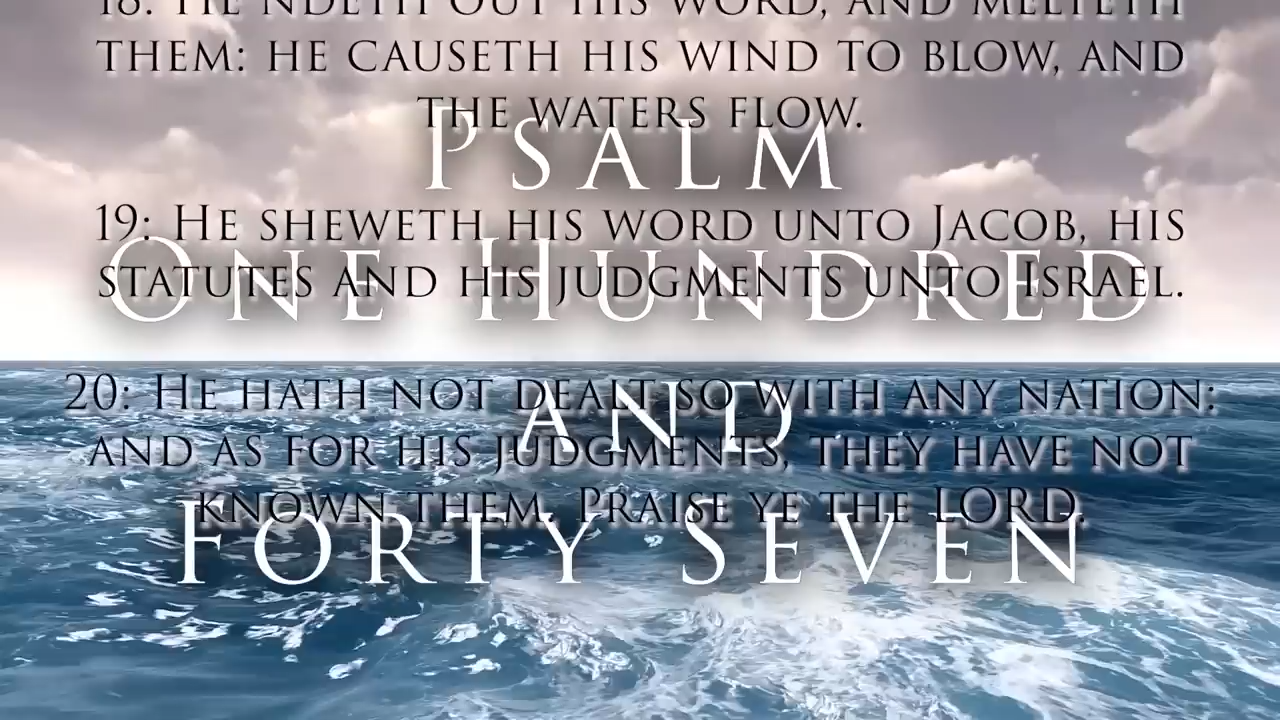 18: He ndeth out his word, and melteth
them: he causeth his wind to blow, and
the waters flow.
Psalm
19: He sheweth his word unto Jacob, his
One Hundred
statutes and his judgments unto Israel.
20: He hath not dealt so with any nation:
and
and as for his judgments, they have not
known them. Praise ye the LORD.
Forty Seven